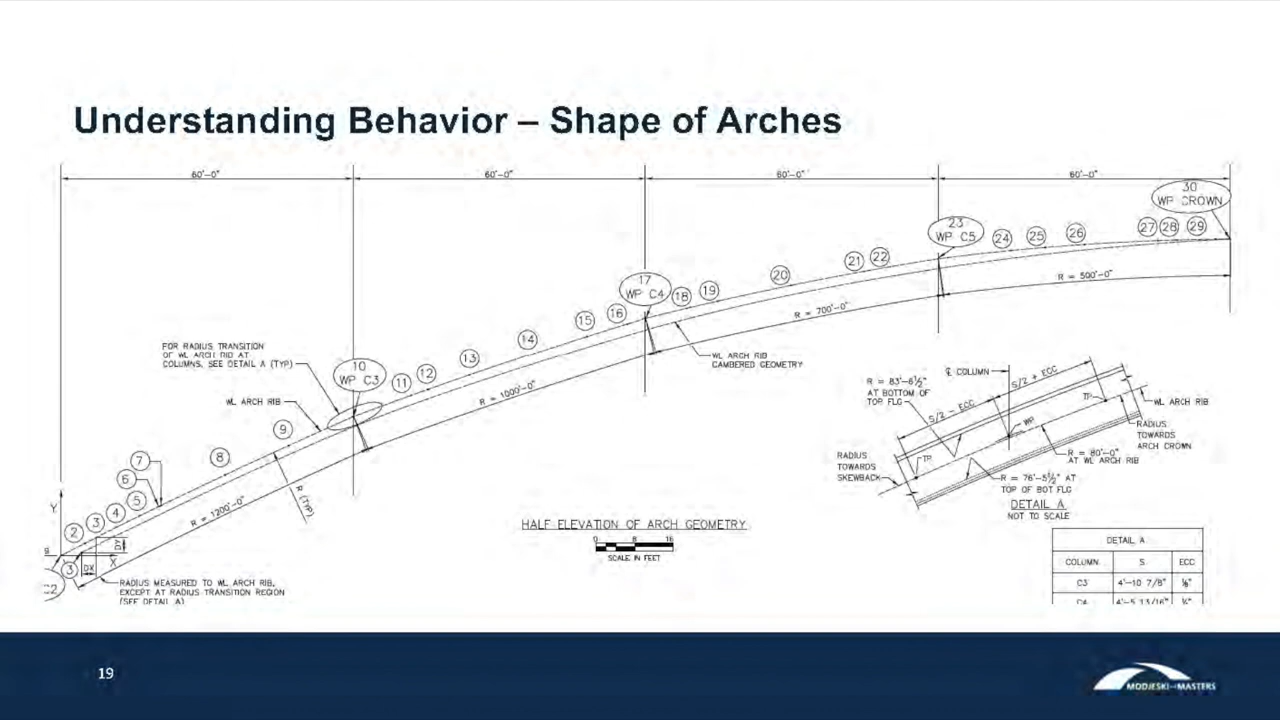 Understanding Behavior – Shape of Arches
60'-0"
60'-0"
60'-0"
60'-0"
30
WP CROWN
23
WP C5
24
25
26
27
28
29
21
22
20
17
WP C4
18
19
R = 500'-0"
R = 700'-0"
15
16
14
13
FOR RADIUS TRANSITION
OF WL ARCH RIB AT
COLUMNS, SEE DETAIL A (TYP)
10
WP C3
11
12
WL ARCH RIB
CAMBERED GEOMETRY
R = 1000'-0"
WL ARCH RIB
9
8
7
6
5
4
3
2
R = 1200'-0"
R (TYP)
Y
X
DY
DX
3
RADIUS MEASURED TO WL ARCH RIB,
EXCEPT AT RADIUS TRANSITION REGION
(SEE DETAIL A)
HALF ELEVATION OF ARCH GEOMETRY
0 8 16
SCALE IN FEET
℄ COLUMN
R = 83'-6½"
AT BOTTOM OF
TOP FLG
S/2 + ECC
S/2 - ECC
TP
WP
TP
WL ARCH RIB
RADIUS
TOWARDS
ARCH CROWN
RADIUS
TOWARDS
SKEWBACK
R = 80'-0"
AT WL ARCH RIB
R = 76'-5½" AT
TOP OF BOT FLG
DETAIL A
NOT TO SCALE
DETAIL A
COLUMN S ECC
C3 4'-10 7/8" ⅛"
C4 4'-5 13/16"
19
MODJESKI and MASTERS